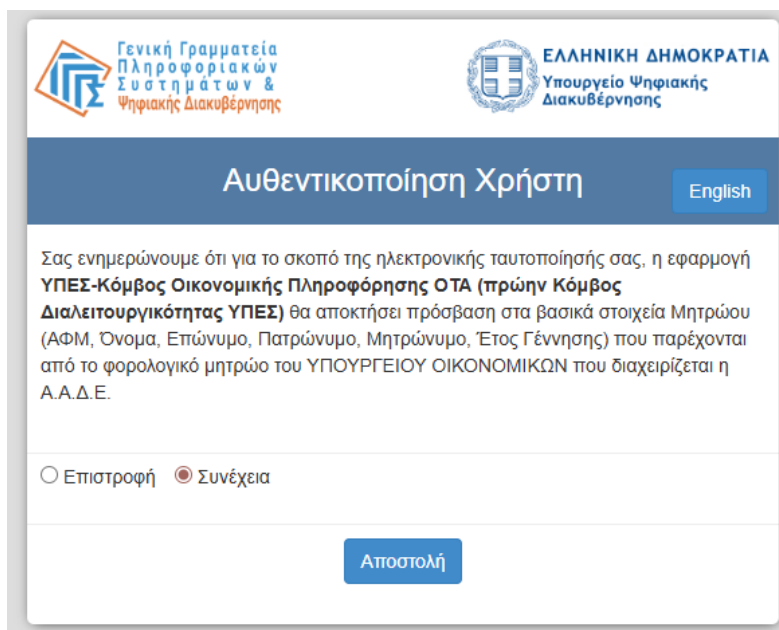 Γενική Γραμματεία
Πληροφοριακών
Συστημάτων &
Ψηφιακής Διακυβέρνησης
ΕΛΛΗΝΙΚΗ ΔΗΜΟΚΡΑΤΙΑ
Υπουργείο Ψηφιακής
Διακυβέρνησης
Αυθεντικοποίηση Χρήστη
English
Σας ενημερώνουμε ότι για το σκοπό της ηλεκτρονικής ταυτοποίησής σας, η εφαρμογή
ΥΠΕΣ-Κόμβος Οικονομικής Πληροφόρησης ΟΤΑ (πρώην Κόμβος
Διαλειτουργικότητας ΥΠΕΣ) θα αποκτήσει πρόσβαση στα βασικά στοιχεία Μητρώου
(ΑΦΜ, Όνομα, Επώνυμο, Πατρώνυμο, Μητρώνυμο, Έτος Γέννησης) που παρέχονται
από το φορολογικό μητρώο του ΥΠΟΥΡΓΕΙΟΥ ΟΙΚΟΝΟΜΙΚΩΝ που διαχειρίζεται η
Α.Α.Δ.Ε.
Επιστροφή Συνέχεια
Αποστολή